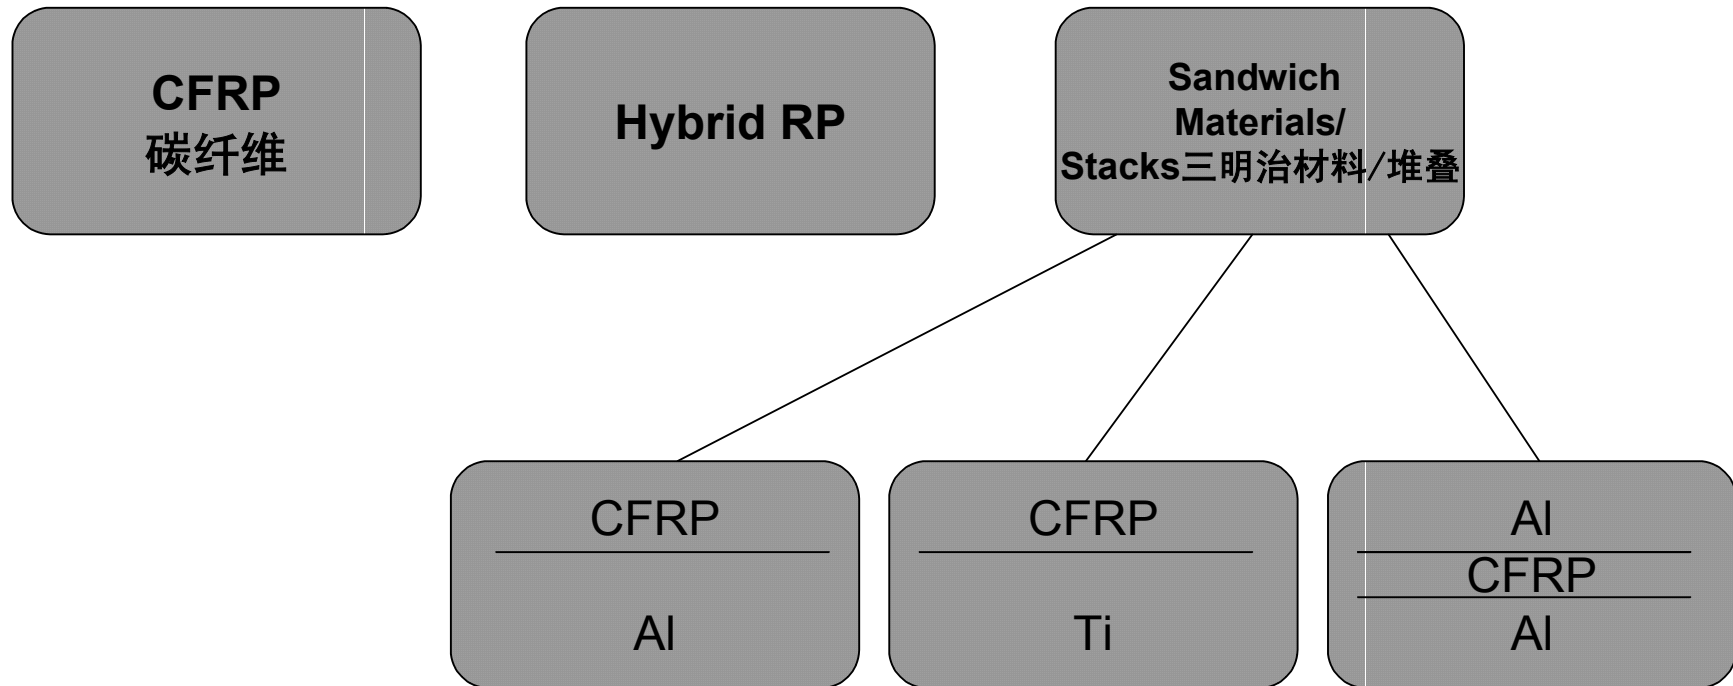 CFRP
碳纤维
Hybrid RP
Sandwich
Materials/
Stacks三明治材料/堆叠
CFRP
Al
CFRP
Ti
Al
CFRP
Al